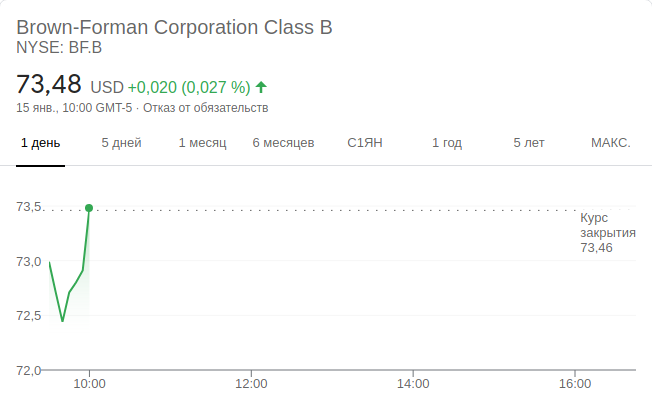 Brown-Forman Corporation Class B
NYSE: BF.B
73,48 USD +0,020 (0,027 %)
15 янв., 10:00 GMT-5 · Отказ от обязательств
1 день 5 дней 1 месяц 6 месяцев С1ЯН 1 год 5 лет МАКС.
73,5
Курс
закрытия
73,46
73,0
72,5
72,0
10:00 12:00 14:00 16:00